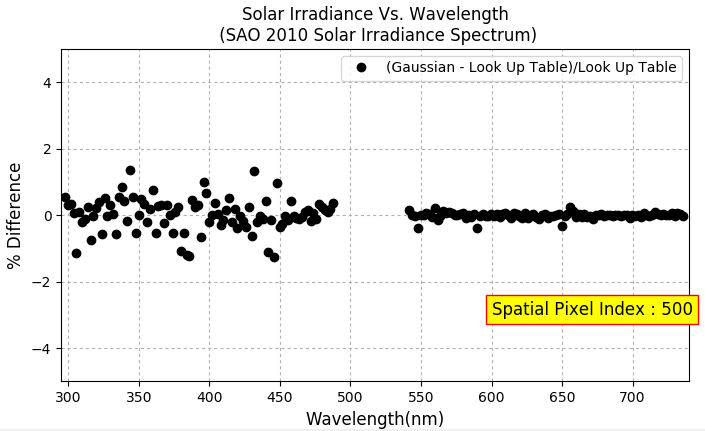 Solar Irradiance Vs. Wavelength
(SAO 2010 Solar Irradiance Spectrum)
(Gaussian - Look Up Table)/Look Up Table
% Difference
4
2
0
−2
−4
Spatial Pixel Index : 500
300 350 400 450 500 550 600 650 700
Wavelength(nm)